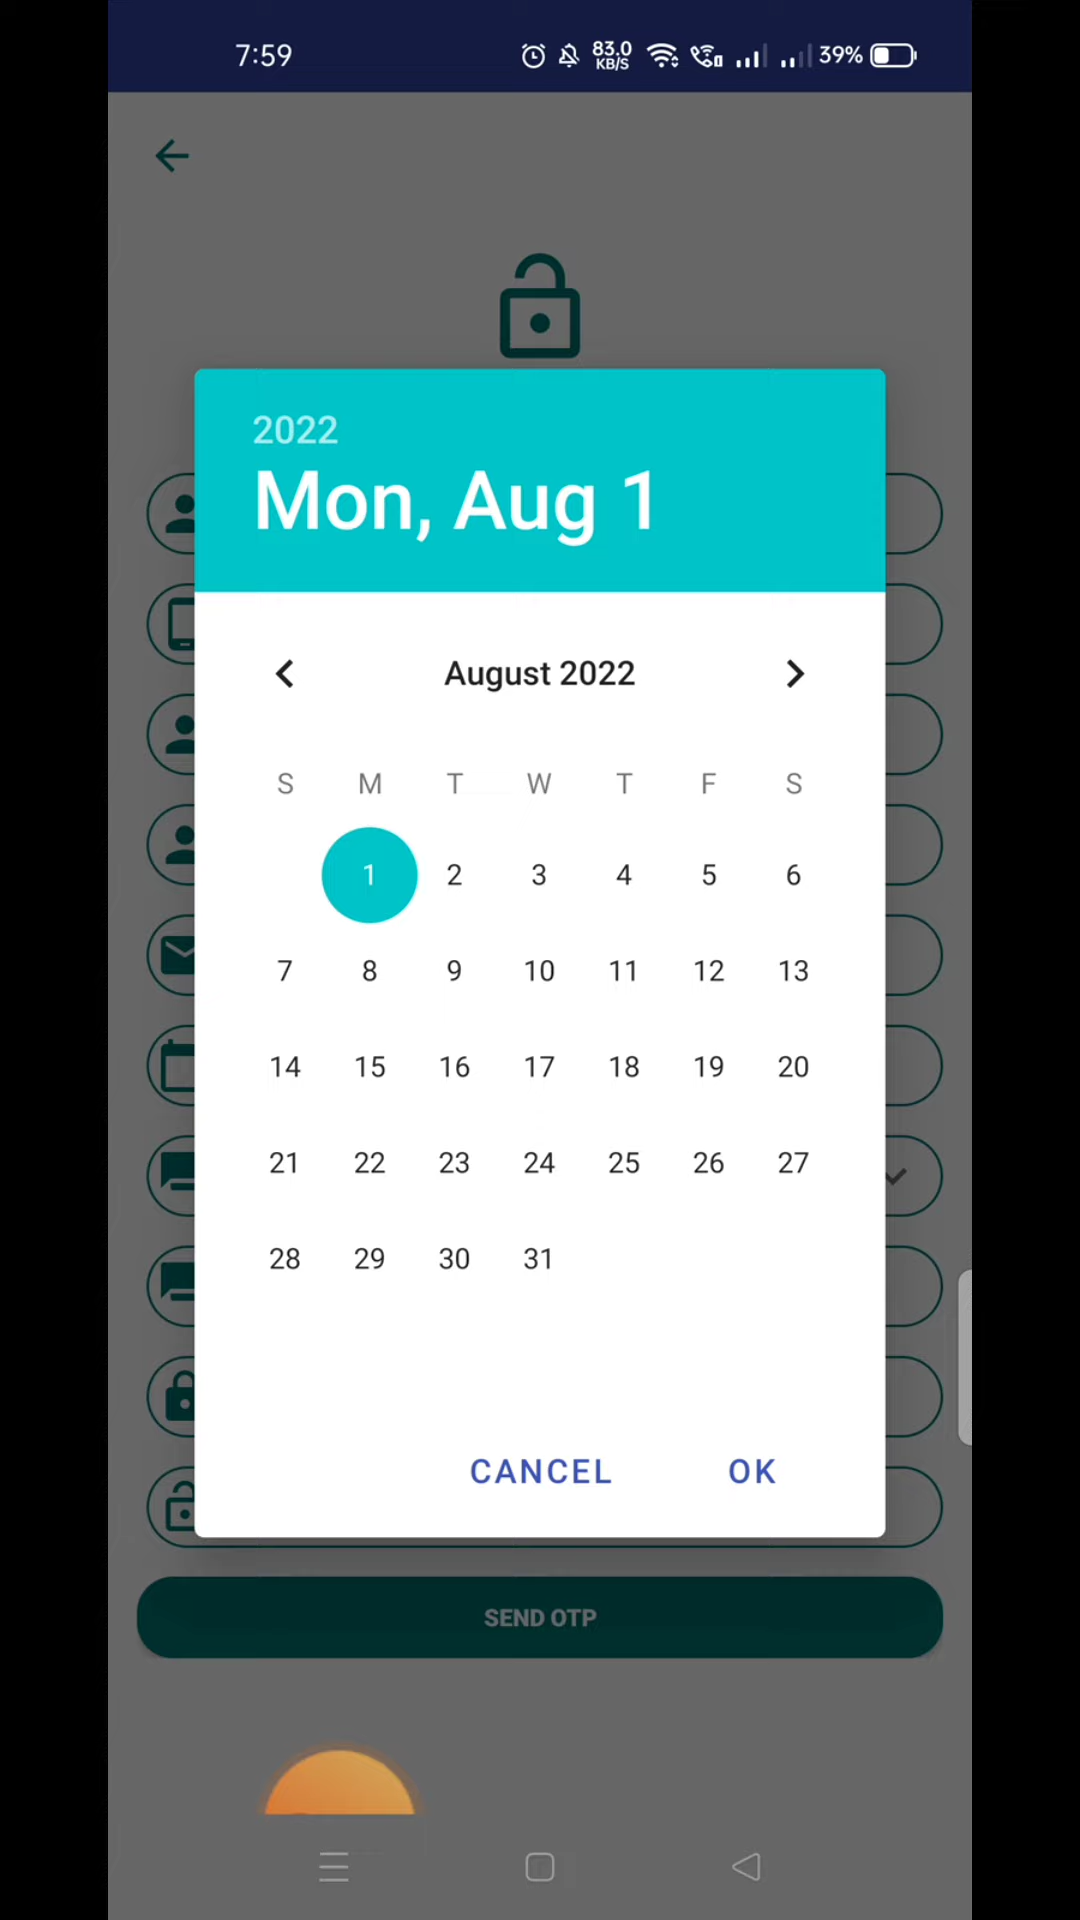 7:59 83.0 KB/S 39%
2022
Mon, Aug 1
August 2022
S M T W T F S
1 2 3 4 5 6
7 8 9 10 11 12 13
14 15 16 17 18 19 20
21 22 23 24 25 26 27
28 29 30 31
CANCEL OK
SEND OTP